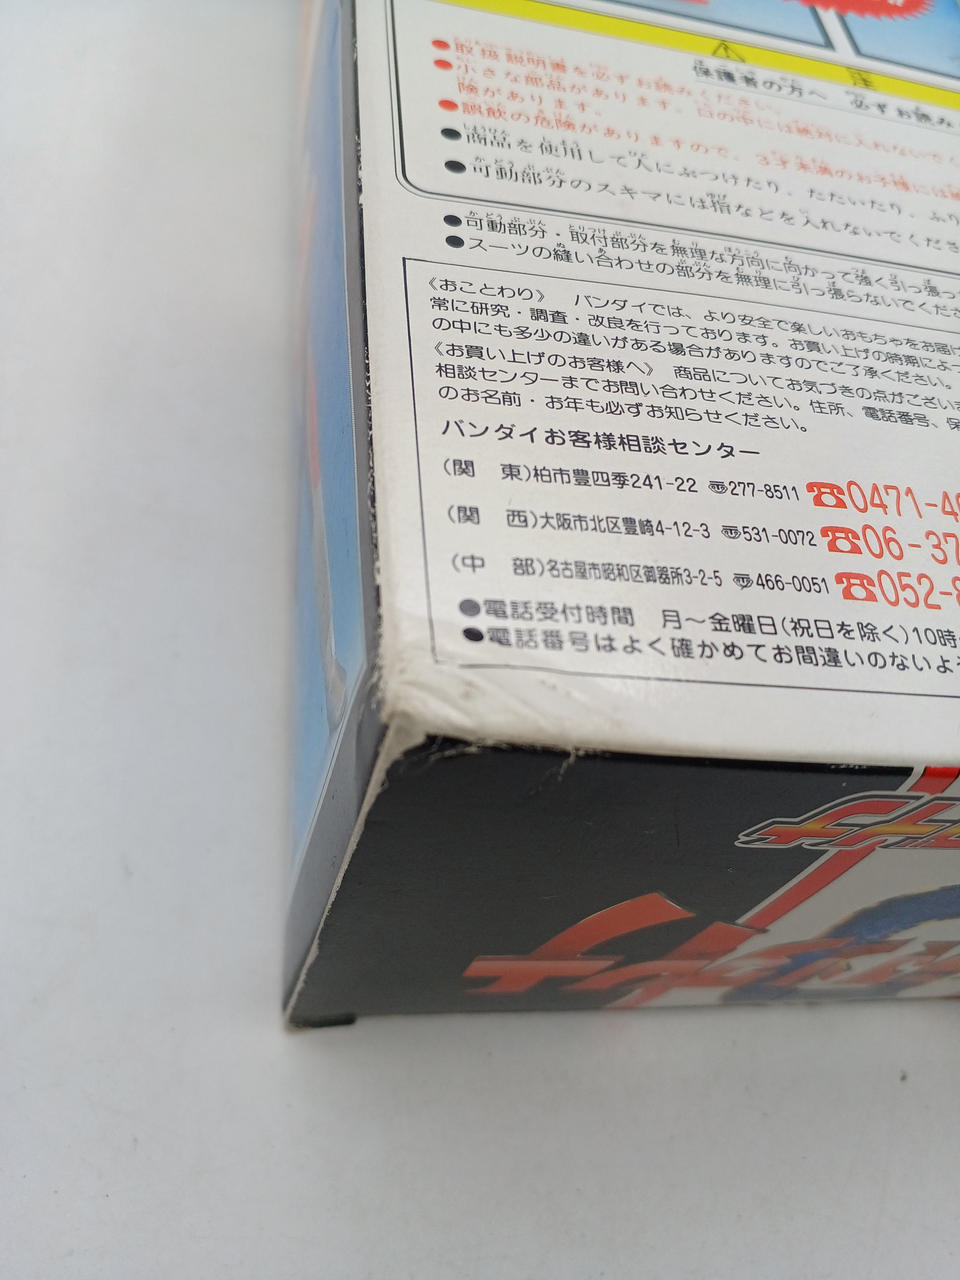 保護者の方へ 必ずお読み
●取扱説明書を必ずお読みください。
●小さな部品があります。口の中には絶対に入れないでく
険があります。
●誤飲の危険がありますので、3才未満のお子様には
●商品を使用して人にぶつけたり、たたいたり、ふり
●可動部分のスキマには指などを入れないでくださ
●可動部分・取付部分を無理な方向に向かって強く引っ張っ
●スーツの縫い合わせの部分を無理に引っ張らないでくださ
《おことわり》 バンダイでは、より安全で楽しいおもちゃをお届け
常に研究・調査・改良を行っております。お買い上げの時期によっ
の中にも多少の違いがある場合がありますのでご了承ください。
《お買い上げのお客様へ》 商品についてお気づきの点がござい
相談センターまでお問い合わせください。住所、電話番号、保
のお名前・お年も必ずお知らせください。
バンダイお客様相談センター
(関 東)柏市豊四季241-22 〠277-8511 ☎0471-4
(関 西)大阪市北区豊崎4-12-3 〠531-0072 ☎06-37
(中 部)名古屋市昭和区御器所3-2-5 〠466-0051 ☎052-8
●電話受付時間 月～金曜日(祝日を除く)10時
●電話番号はよく確かめてお間違いのないよ